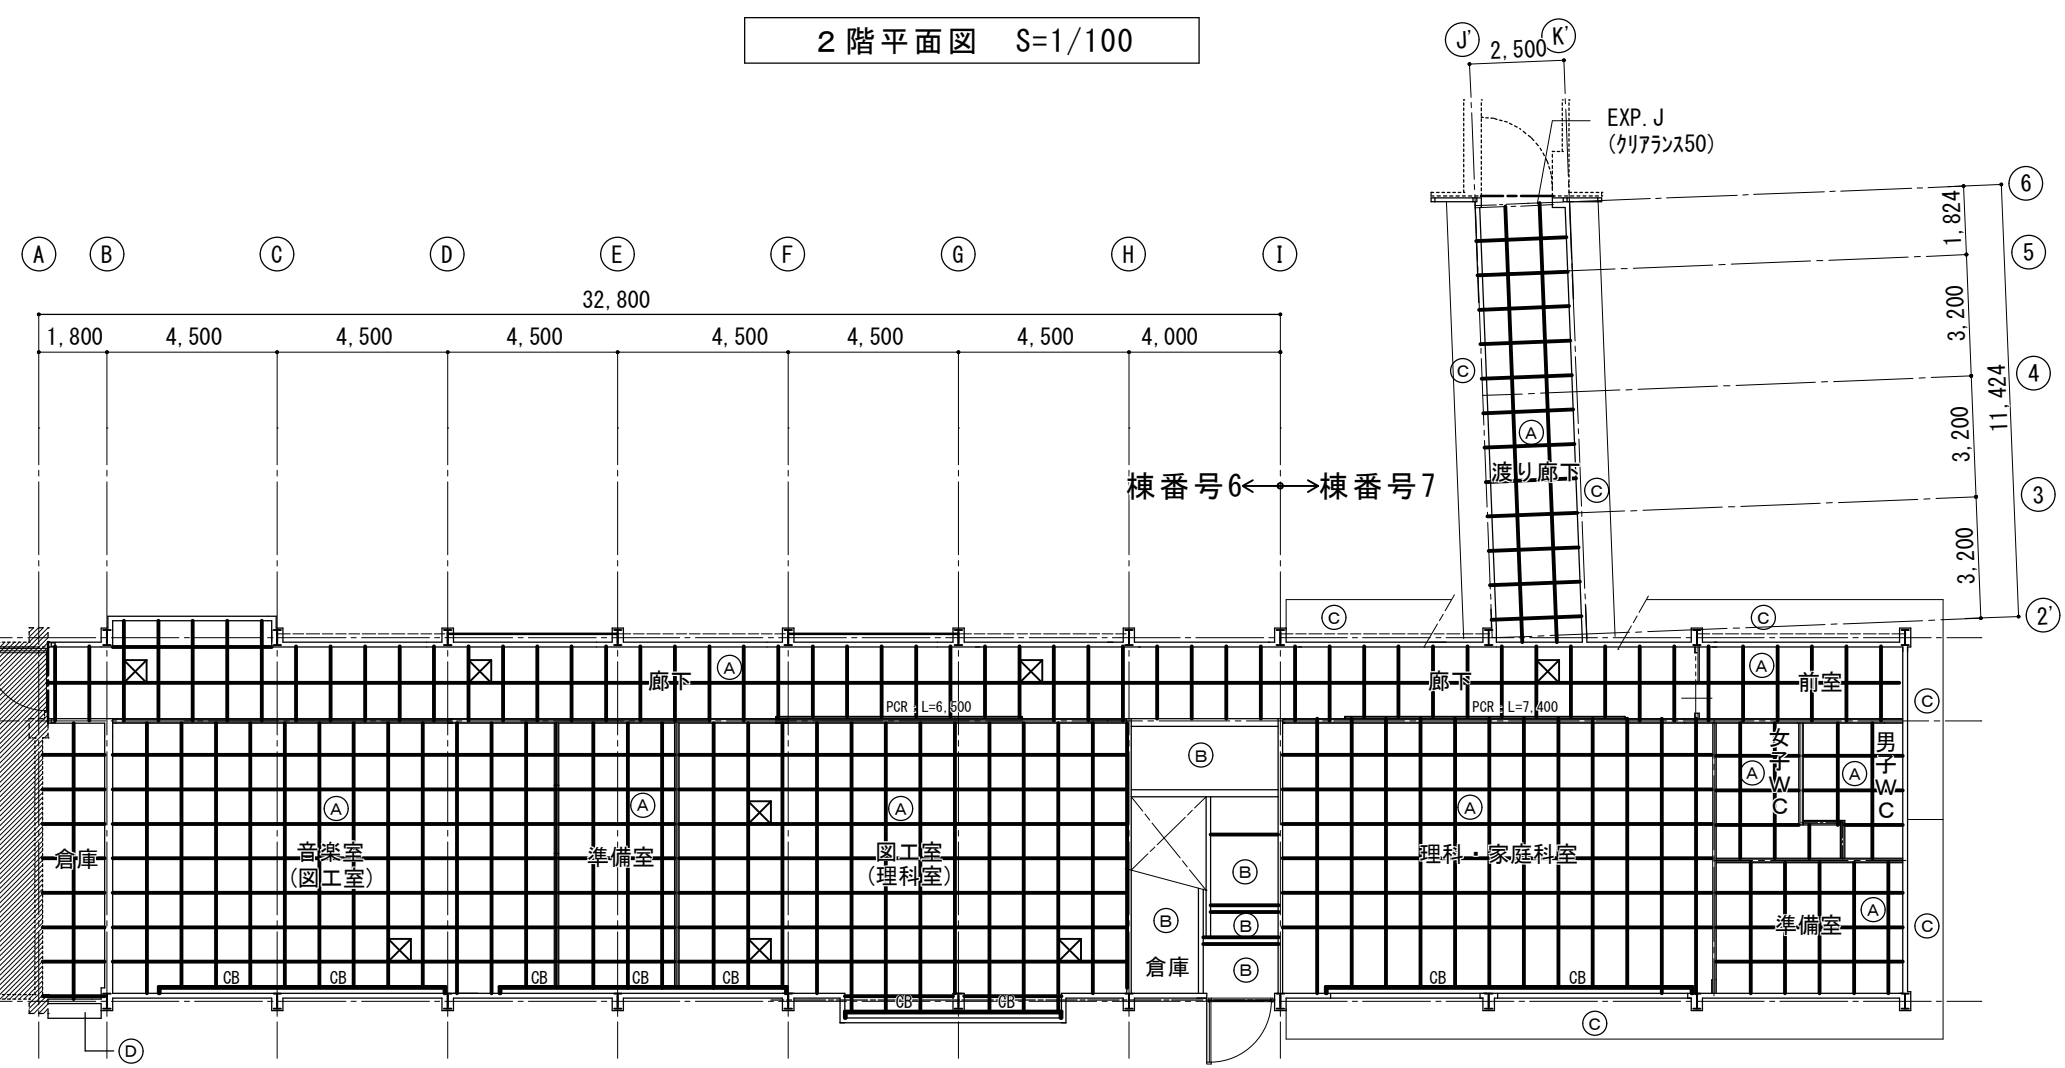 ２階平面図 S=1/100
J'
K'
2,500
EXP.J
(ｸﾘｱﾗﾝｽ50)
6
1,824
5
3,200
4
11,424
3,200
3
3,200
2'
A
B
C
D
E
F
G
H
I
32,800
1,800
4,500
4,500
4,500
4,500
4,500
4,500
4,000
C
A
渡り廊下
C
棟番号6
棟番号7
C
C
廊下
A
廊下
A
前室
C
PCR：L=6,500
PCR：L=7,400
倉庫
A
音楽室
(図工室)
A
準備室
A
図工室
(理科室)
B
B
B
B
B
倉庫
A
理科・家庭科室
女子WC
A
男子WC
A
準備室
A
C
CB
CB
CB
CB
CB
CB
CB
CB
CB
C
D